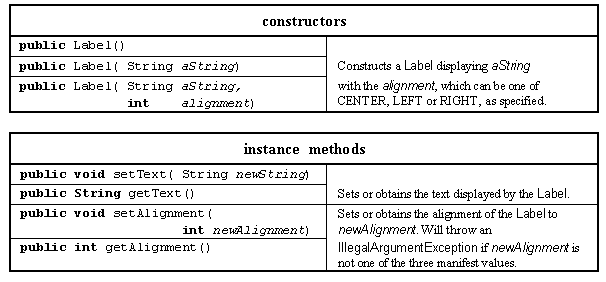 constructors
public Label()
public Label( String aString)
public Label( String aString,
int alignment)
Constructs a Label displaying aString
with the alignment, which can be one of
CENTER, LEFT or RIGHT, as specified.
instance methods
public void setText( String newString)
public String getText()
Sets or obtains the text displayed by the Label.
public void setAlignment(
int newAlignment)
public int getAlignment()
Sets or obtains the alignment of the Label to
newAlignment. Will throw an
IllegalArgumentException if newAlignment is
not one of the three manifest values.